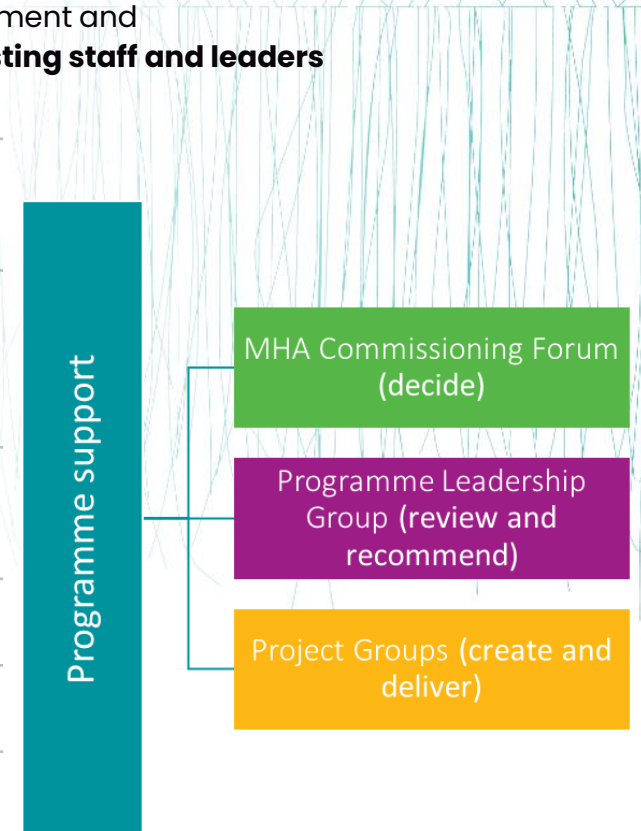 ment and
sting staff and leaders
Programme support
MHA Commissioning Forum
(decide)
Programme Leadership
Group (review and
recommend)
Project Groups (create and
deliver)